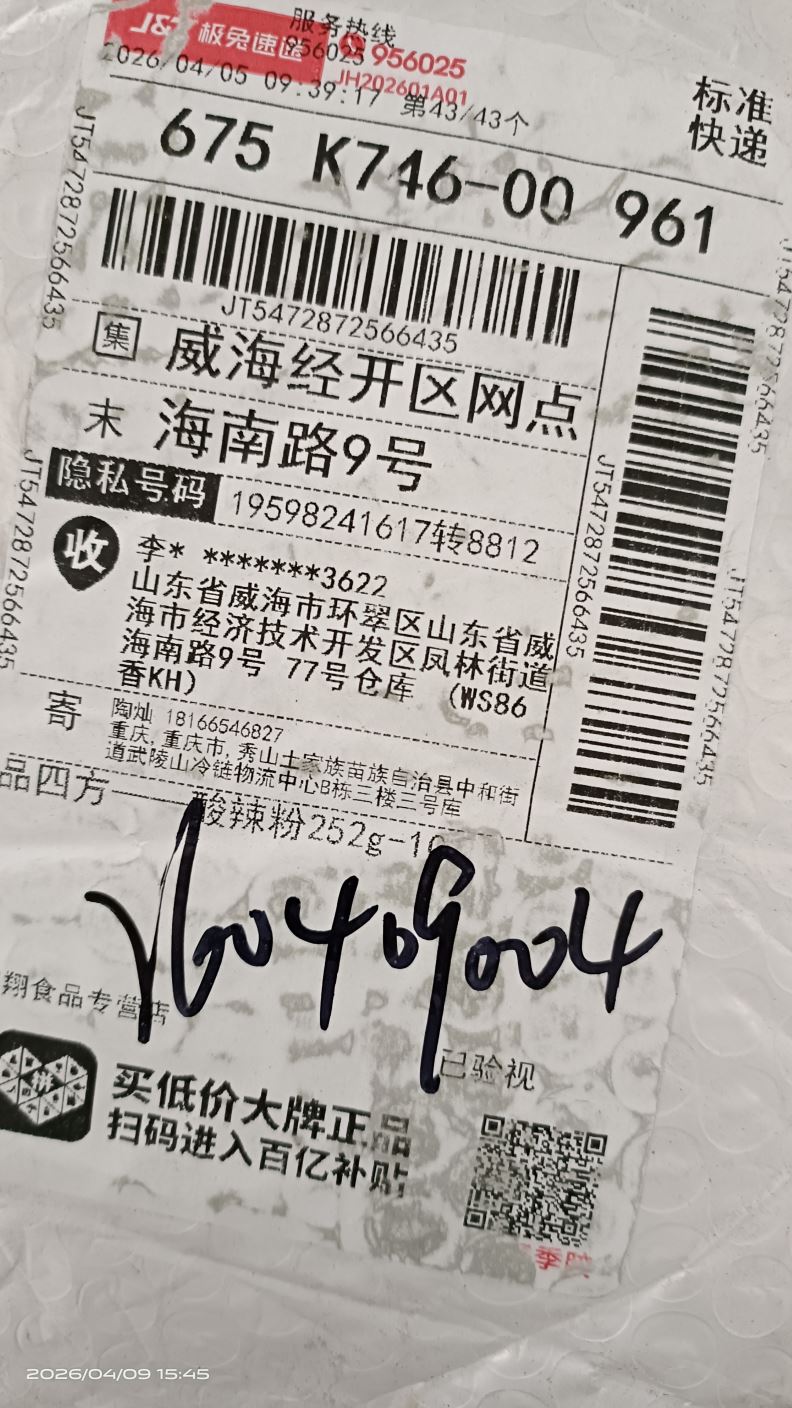 J&T 极兔速递
服务热线
956025 956025
JH202601A01
2026/04/05 09:39:17 第43/43个
标准
快递
675 K746-00 961
JT5472872566435
JT5472872566435
集 威海经开区网点
末 海南路9号
隐私号码 19598241617转8812
收 李* *******3622
山东省威海市环翠区山东省威
海市经济技术开发区凤林街道
海南路9号 77号仓库 (WS86
香KH)
JT5472872566435
JT5472872566435
JT5472872566435
JT5472872566435
寄 陶灿 18166546827
重庆,重庆市,秀山土家族苗族自治县中和街
道武陵山冷链物流中心B栋三楼三号库
品四方——酸辣粉252g-10
翔食品专营店
已验视
买低价大牌正品
扫码进入百亿补贴
2026/04/09 15:45